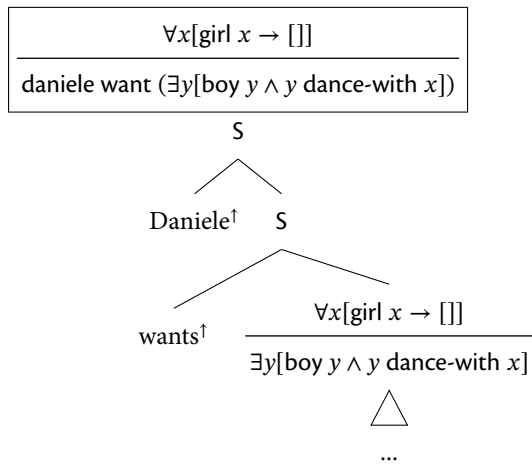 ∀x[girl x → []]
daniele want (∃y[boy y ∧ y dance-with x])
S
Daniele↑ S
wants↑
∀x[girl x → []]
∃y[boy y ∧ y dance-with x]
...